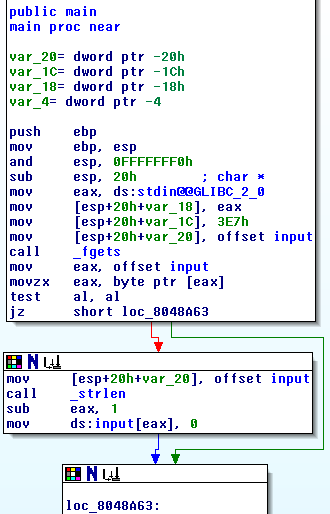 public main
main proc near
var_20= dword ptr -20h
var_1C= dword ptr -1Ch
var_18= dword ptr -18h
var_4= dword ptr -4
push ebp
mov ebp, esp
and esp, 0FFFFFFF0h
sub esp, 20h ; char *
mov eax, ds:stdin@@GLIBC_2_0
mov [esp+20h+var_18], eax
mov [esp+20h+var_1C], 3E7h
mov [esp+20h+var_20], offset input
call _fgets
mov eax, offset input
movzx eax, byte ptr [eax]
test al, al
jz short loc_8048A63
mov [esp+20h+var_20], offset input
call _strlen
sub eax, 1
mov ds:input[eax], 0
loc_8048A63: